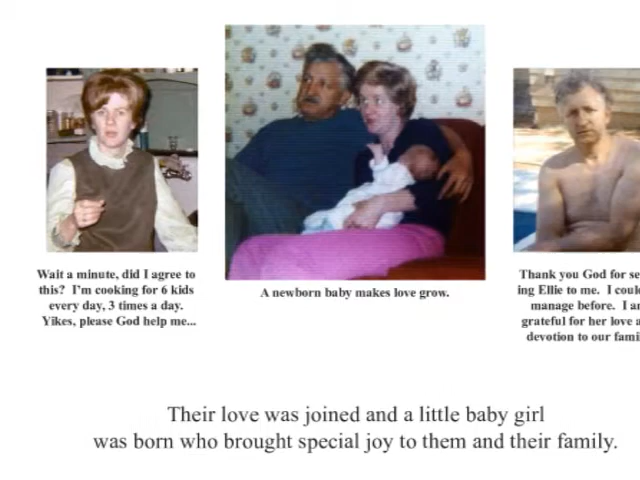 Wait a minute, did I agree to
this? I'm cooking for 6 kids
every day, 3 times a day.
Yikes, please God help me...
A newborn baby makes love grow.
Thank you God for se
ing Ellie to me. I coul
manage before. I a
grateful for her love a
devotion to our fami
Their love was joined and a little baby girl
was born who brought special joy to them and their family.